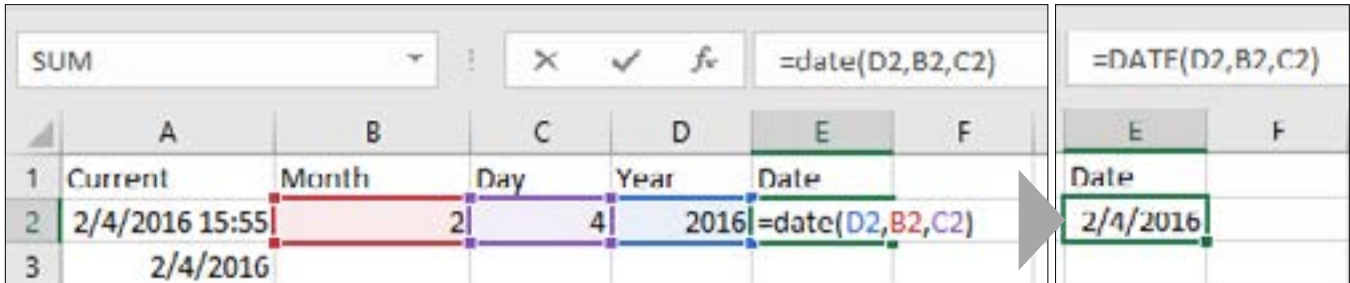 SUM =date(D2,B2,C2) =DATE(D2,B2,C2)
A B C D E F E F
1 Current Month Day Year Date Date
2 2/4/2016 15:55 2 4 2016 =date(D2,B2,C2) 2/4/2016
3 2/4/2016